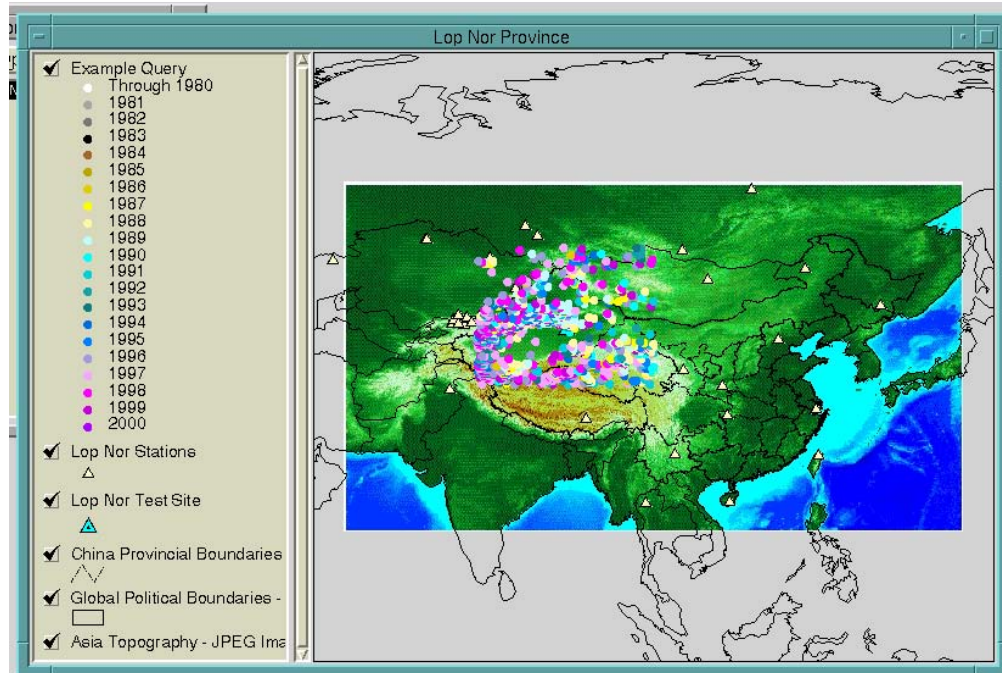 Lop Nor Province
Example Query
Through 1980
1981
1982
1983
1984
1985
1986
1987
1988
1989
1990
1991
1992
1993
1994
1995
1996
1997
1998
1999
2000
Lop Nor Stations
Lop Nor Test Site
China Provincial Boundaries
Global Political Boundaries -
Asia Topography - JPEG Ima